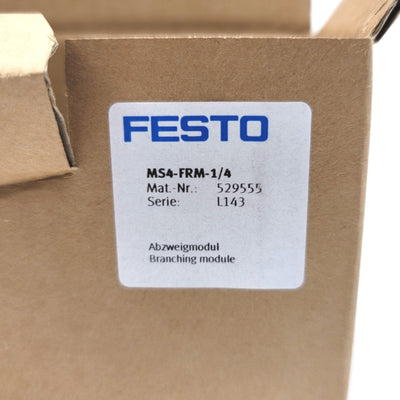 FESTO
MS4-FRM-1/4
Mat.-Nr.: 529555
Serie: L143
Abzweigmodul
Branching module